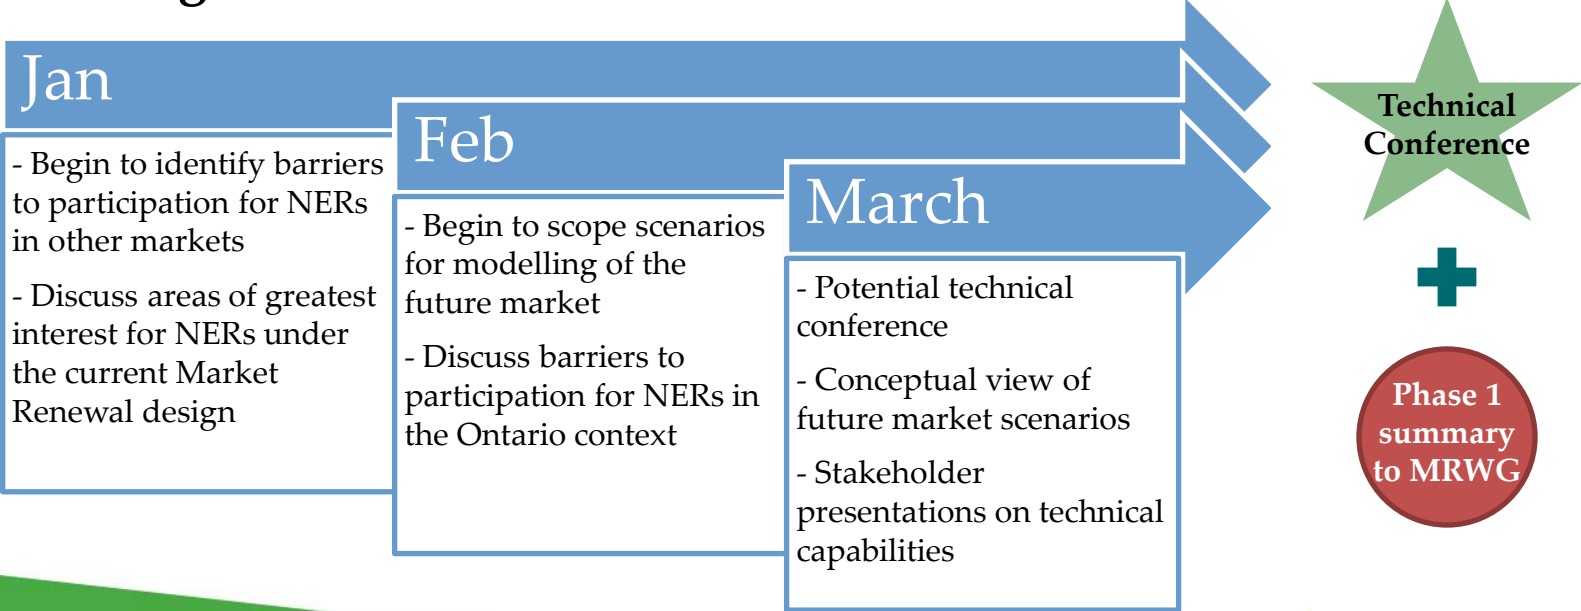 Jan
- Begin to identify barriers
to participation for NERs
in other markets
- Discuss areas of greatest
interest for NERs under
the current Market
Renewal design
Feb
- Begin to scope scenarios
for modelling of the
future market
- Discuss barriers to
participation for NERs in
the Ontario context
March
- Potential technical
conference
- Conceptual view of
future market scenarios
- Stakeholder
presentations on technical
capabilities
Technical
Conference
Phase 1
summary
to MRWG